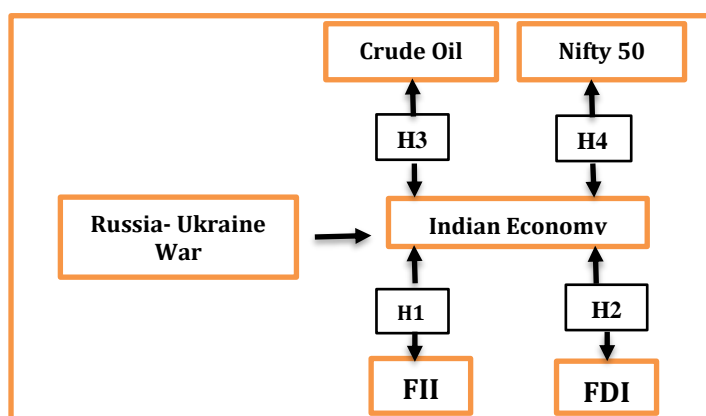 Crude Oil
Nifty 50
H3
H4
Russia- Ukraine
War
Indian Economy
H1
H2
FII
FDI